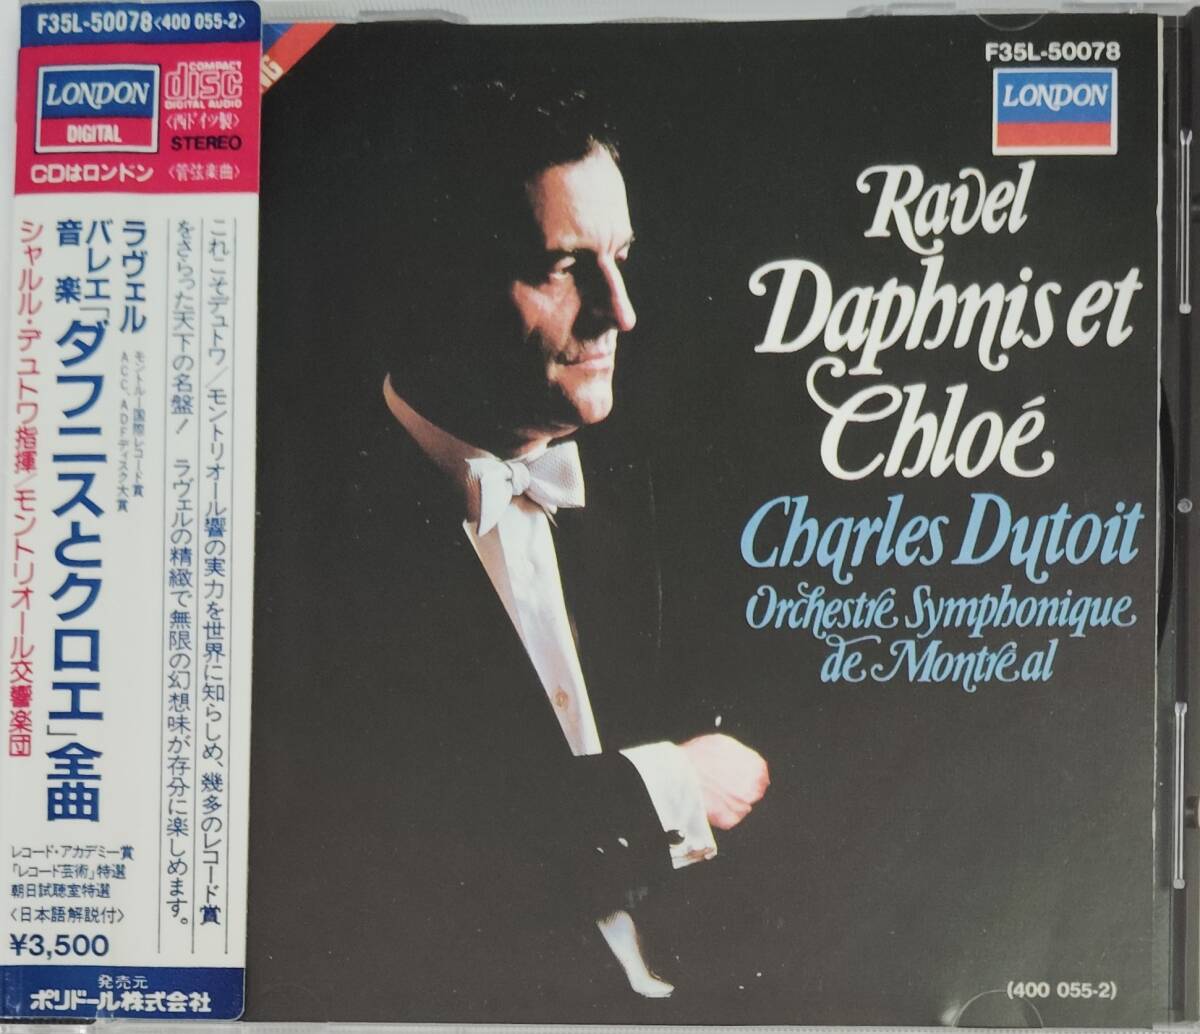 F35L-50078<400 055-2>
LONDON
DIGITAL
COMPACT
disc
DIGITAL AUDIO
〈西ドイツ製〉
STEREO
CDはロンドン
〈管弦楽曲〉
これこそデュトワ/モントリオール響の実力を世界に知らしめ、幾多のレコード賞
をさらった天下の名盤! ラヴェルの精緻で無限の幻想味が存分に楽しめます。
ラヴェル
モントルー国際レコード賞
ACC、ADFディスク大賞
バレエ
音楽
「ダフニスとクロエ」全曲
シャルル・デュトワ指揮/モントリオール交響楽団
レコード・アカデミー賞
「レコード芸術」特選
朝日試聴室特選
〈日本語解説付〉
¥3,500
発売元
ポリドール株式会社
F35L-50078
LONDON
Ravel
Daphnis et
Chloé
Charles Dutoit
Orchestre Symphonique
de Montréal
(400 055-2)